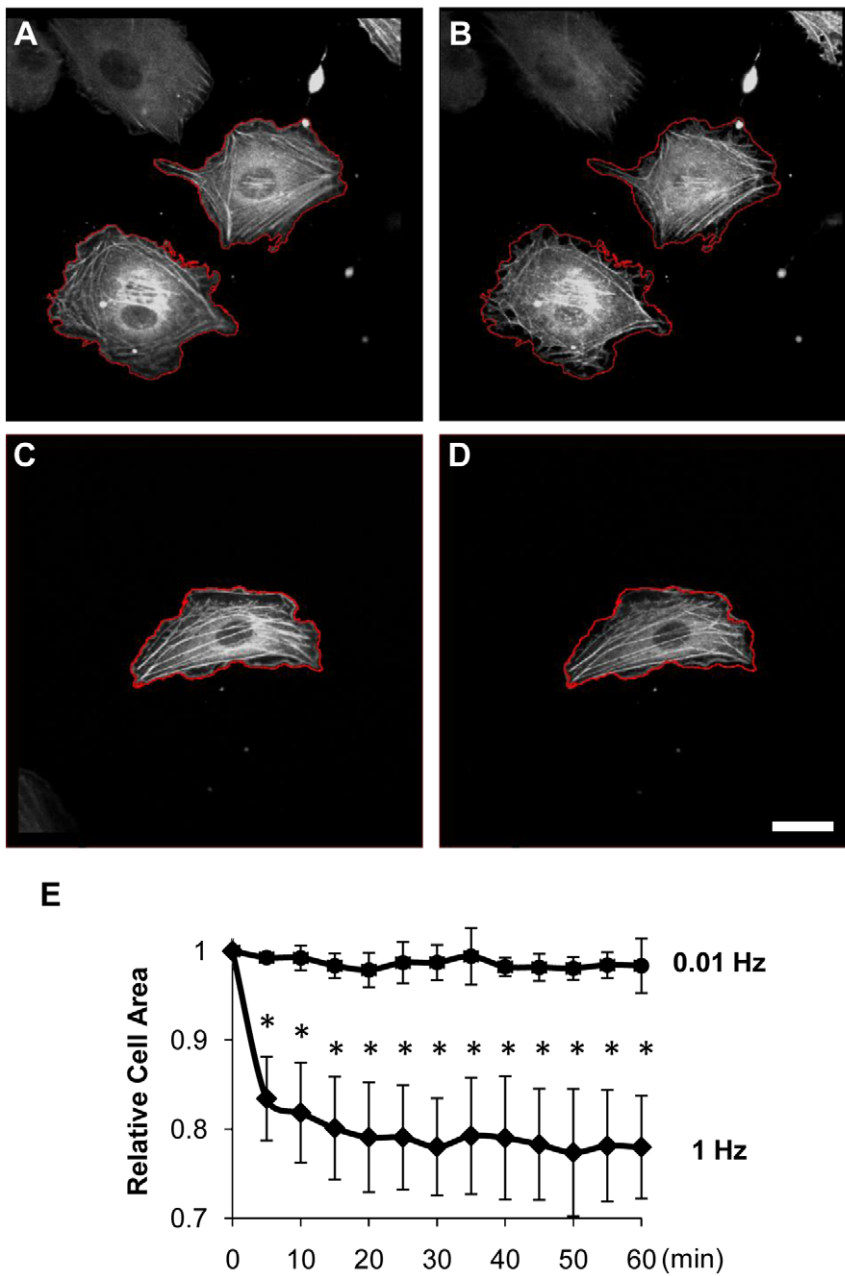 A
B
C
D
E
Relative Cell Area
1
0.9
0.8
0.7
0.01 Hz
* * * * * * * * * * * *
1 Hz
0 10 20 30 40 50 60 (min)